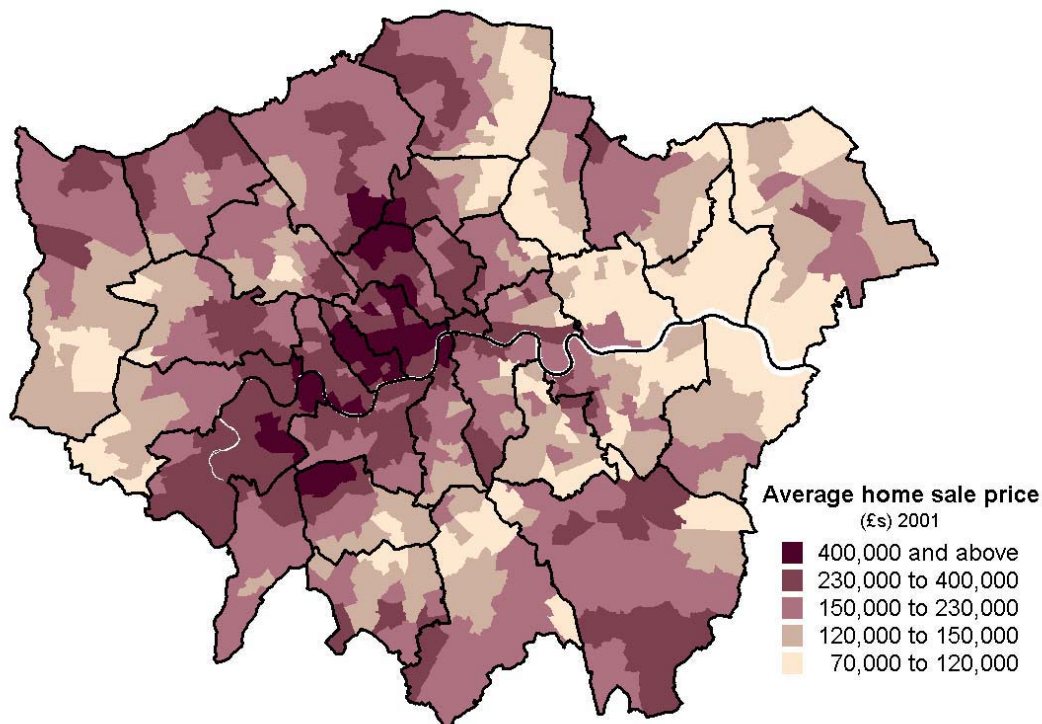 Average home sale price
(£s) 2001
400,000 and above
230,000 to 400,000
150,000 to 230,000
120,000 to 150,000
70,000 to 120,000